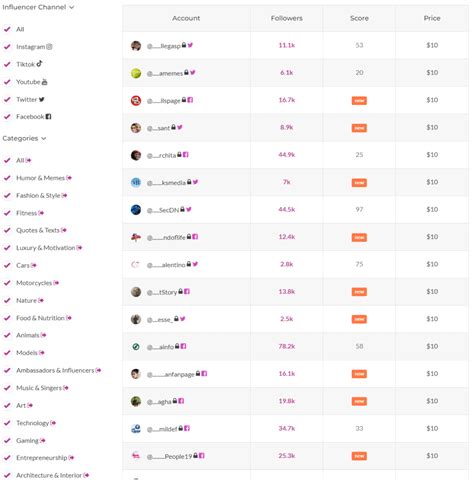 Influencer Channel
All
Instagram
Tiktok
Youtube
Twitter
Facebook
Categories
All
Humor & Memes
Fashion & Style
Fitness
Quotes & Texts
Luxury & Motivation
Cars
Motorcycles
Nature
Food & Nutrition
Animals
Models
Ambassadors & Influencers
Music & Singers
Art
Technology
Gaming
Entrepreneurship
Architecture & Interior
Account Followers Score Price
@......llegasp 11.1k 53 $10
@......amemes 6.1k 20 $10
@......llspage 16.7k new $10
@......sant 8.9k new $10
@......rchita 44.9k 25 $10
@......ksmedia 7k new $10
@......SecDN 44.5k 97 $10
@......ndoflife 12.4k new $10
@......alentino 2.8k 75 $10
@......tStory 13.8k new $10
@......esse_ 2.5k new $10
@......ainfo 78.2k 58 $10
@......anfanpage 16.1k new $10
@......agha 19.8k new $10
@......mildef 34.7k 33 $10
@......People19 25.3k new $10